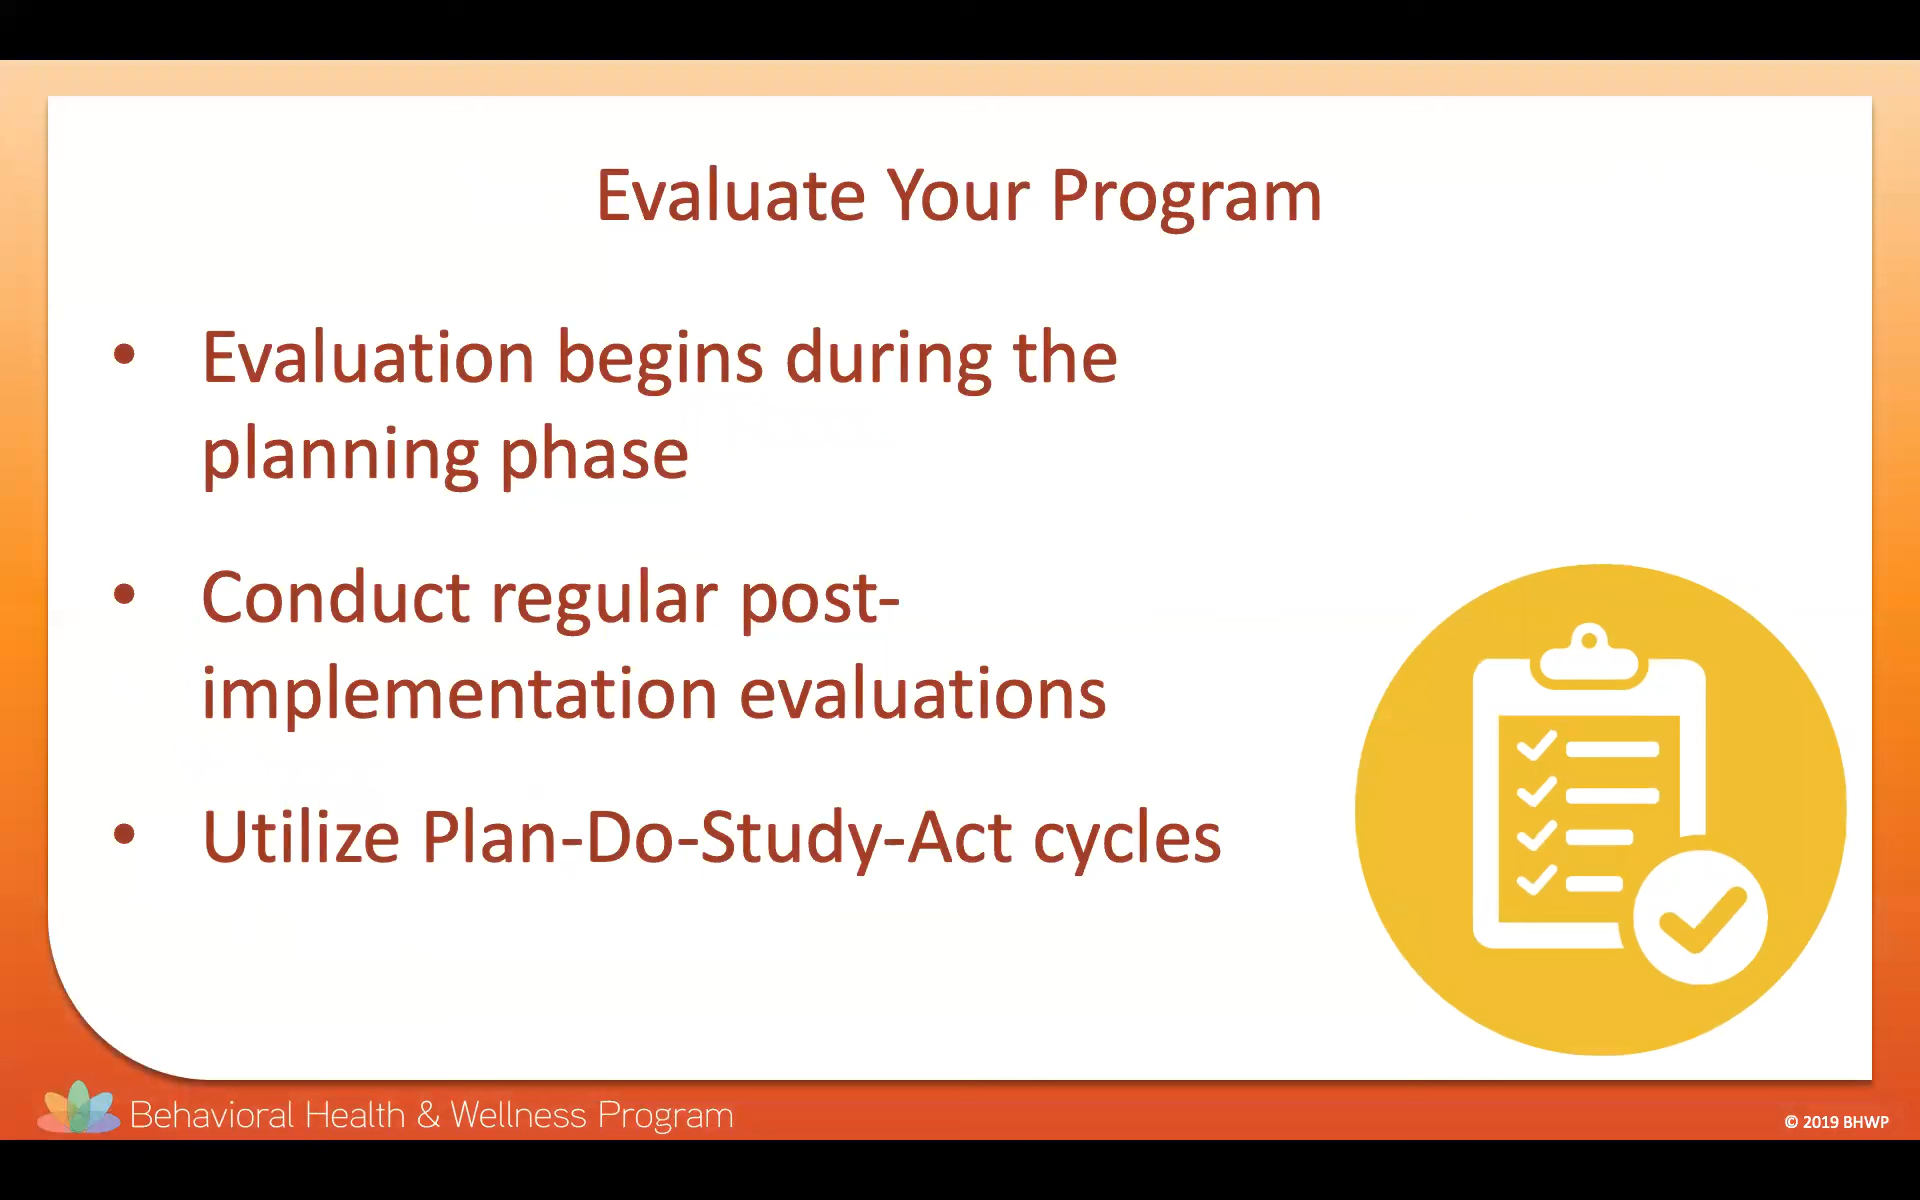 Evaluate Your Program
• Evaluation begins during the
planning phase
• Conduct regular post-
implementation evaluations
• Utilize Plan-Do-Study-Act cycles
Behavioral Health & Wellness Program
© 2019 BHWP